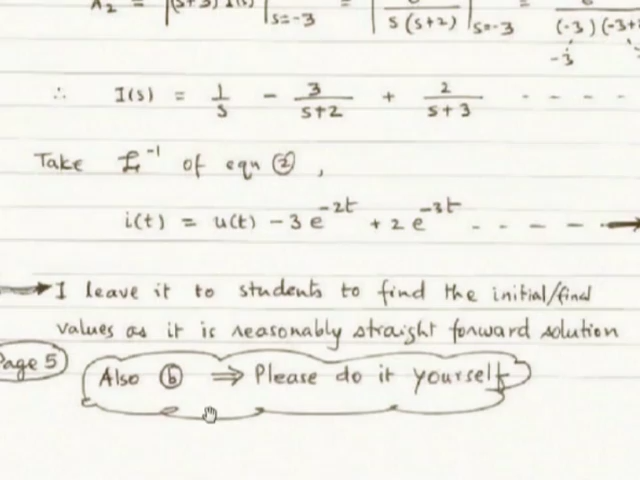 A₂ = |(s+3) I(s)|ₛ₌₋₃ = | 6 / s(s+2) |ₛ₌₋₃ = 6 / (-3)(-3+
-3
∴ I(s) = 1/s - 3/(s+2) + 2/(s+3) - - - -
Take ℒ⁻¹ of eqn ②,
i(t) = u(t) - 3 e^-2t + 2 e^-3t - - - - →
→ I leave it to students to find the initial/final
values as it is reasonably straight forward solution
Page 5
Also ⓑ ⇒ Please do it yourself